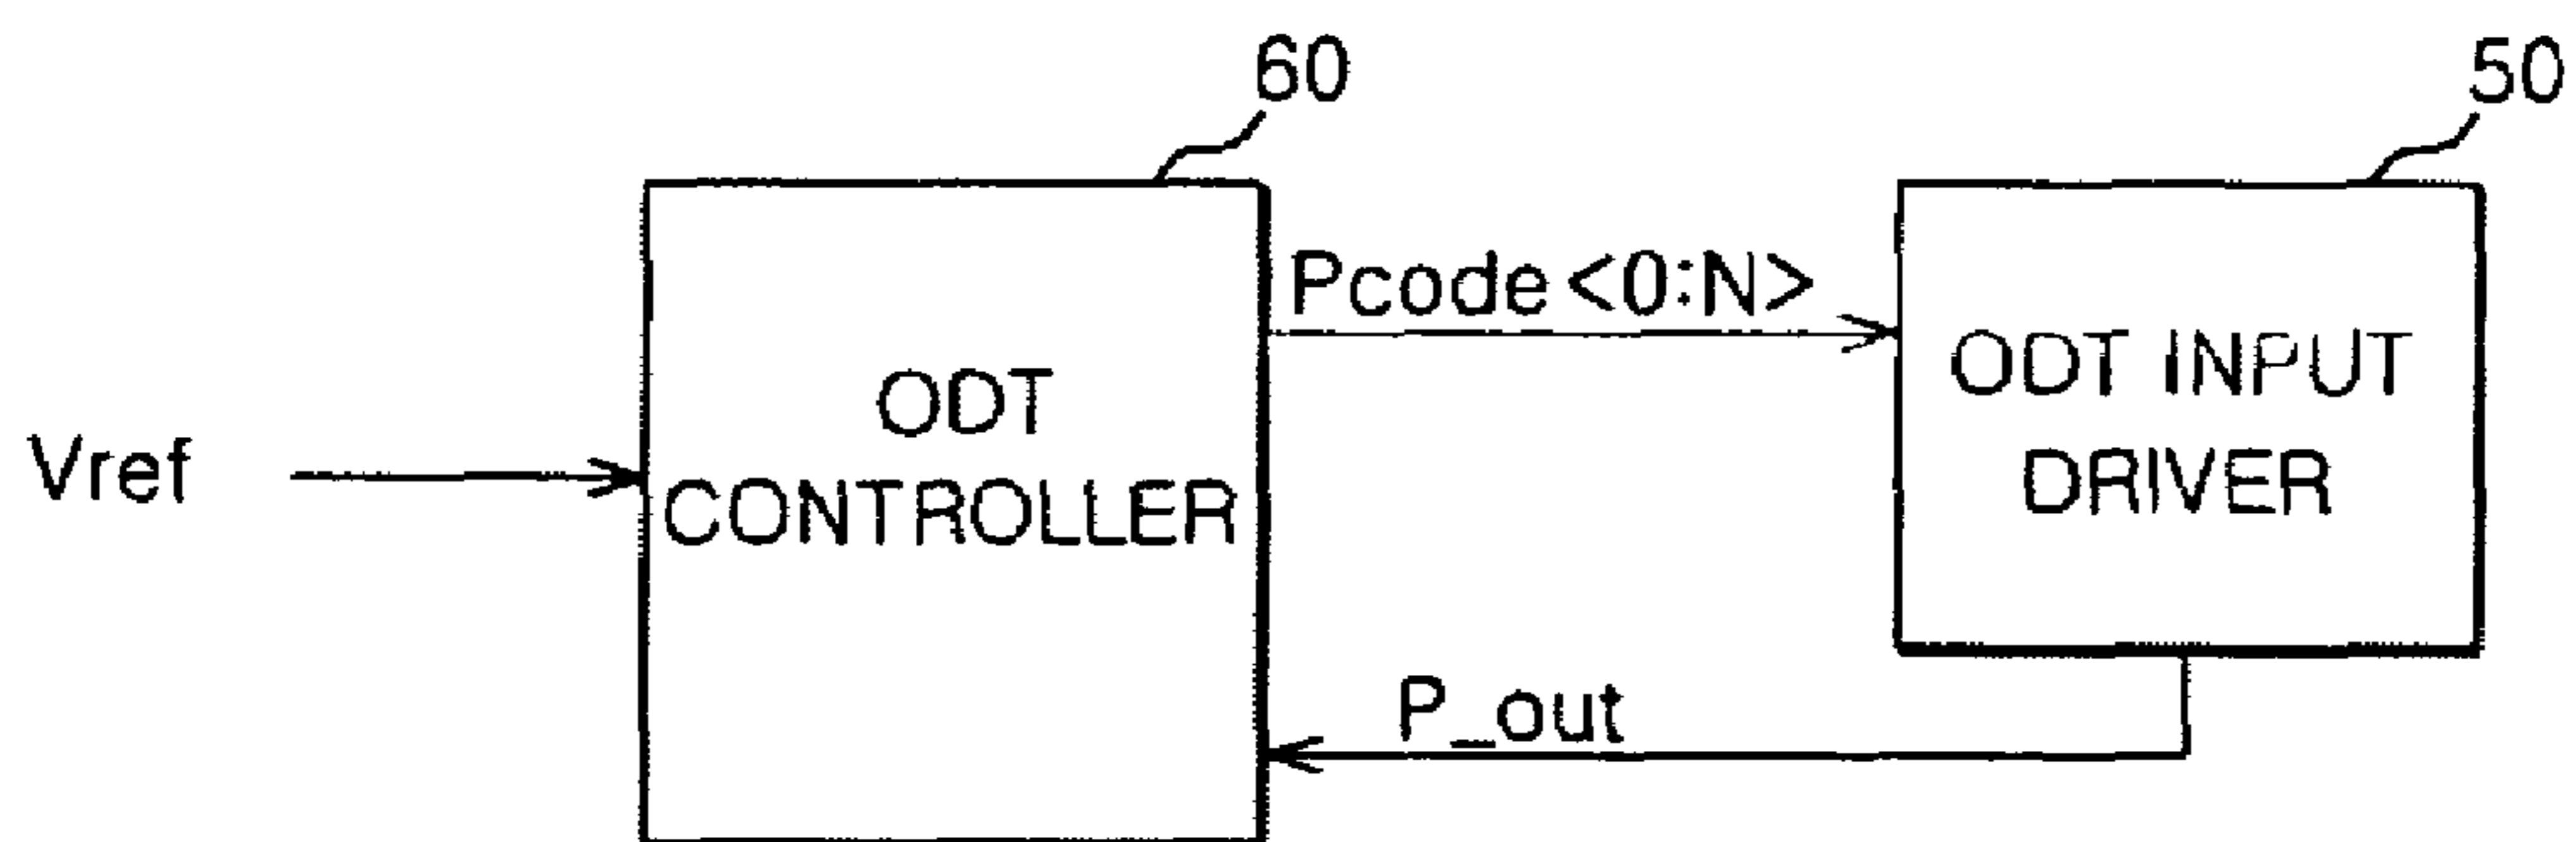 60
50
Pcode<0:N>
ODT INPUT
DRIVER
ODT
CONTROLLER
Vref
P_out